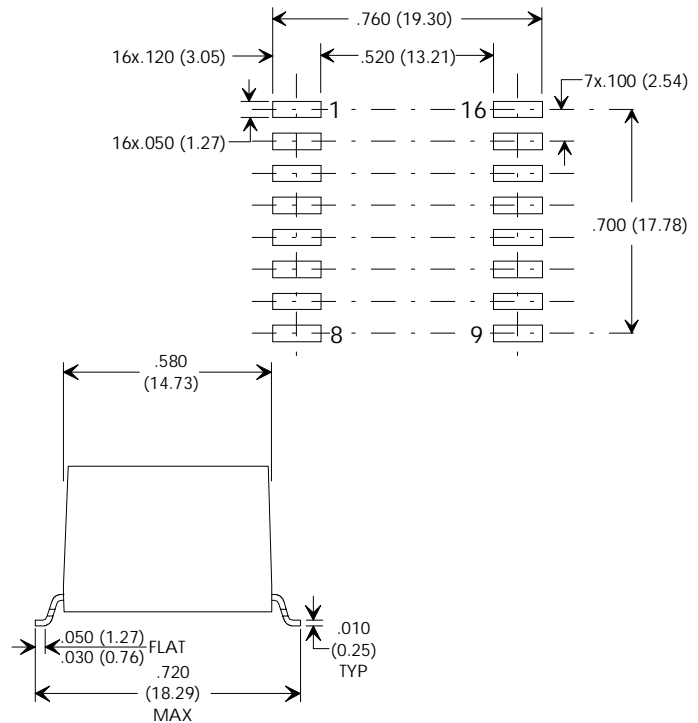 .760 (19.30)
16x.120 (3.05)
.520 (13.21)
7x.100 (2.54)
1
16
16x.050 (1.27)
.700 (17.78)
8
9
.580
(14.73)
.050 (1.27)
.030 (0.76)
FLAT
.010
(0.25)
TYP
.720
(18.29)
MAX